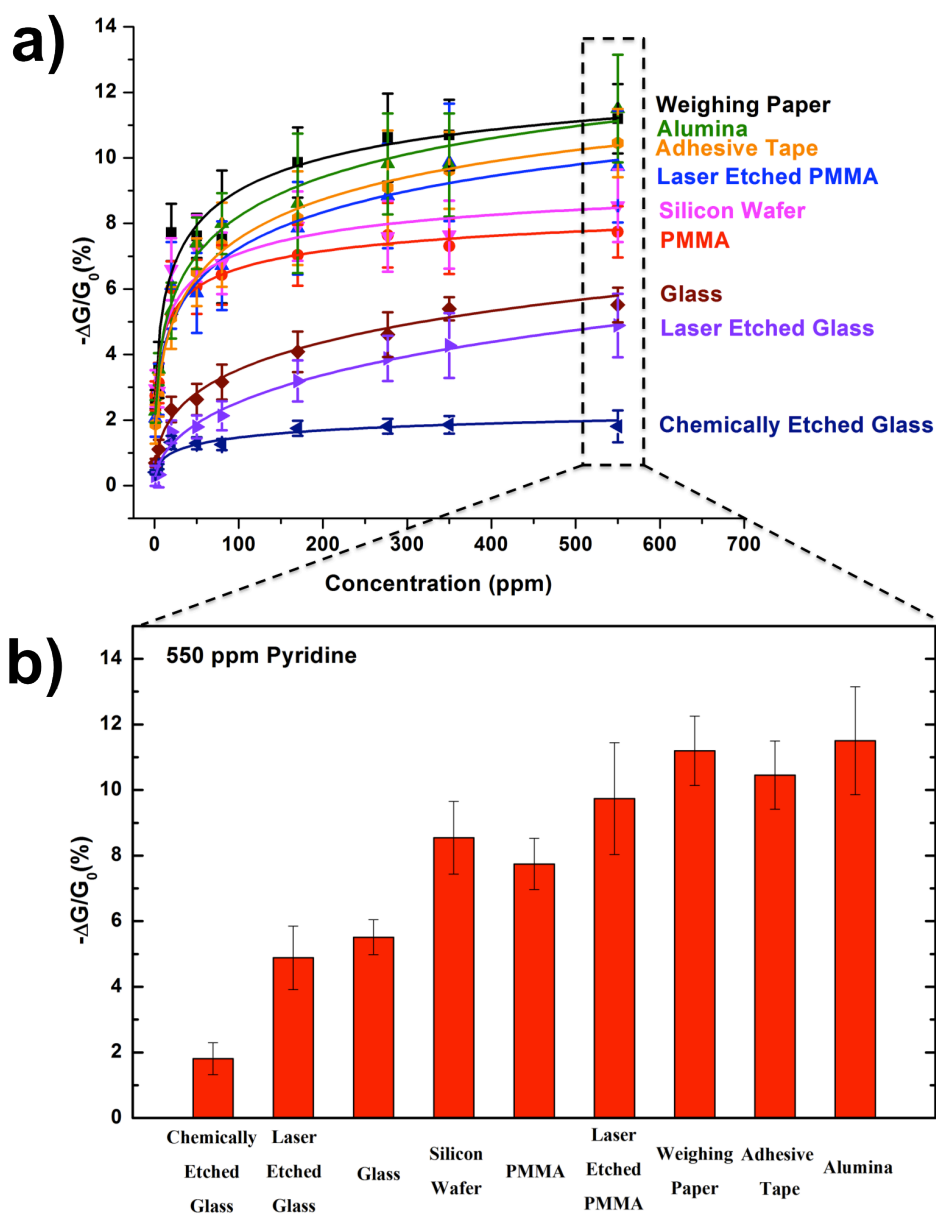 a)
14
12
10
8
6
4
2
0
-ΔG/G₀(%)
Weighing Paper
Alumina
Adhesive Tape
Laser Etched PMMA
Silicon Wafer
PMMA
Glass
Laser Etched Glass
Chemically Etched Glass
0 100 200 300 400 500 600 700
Concentration (ppm)
b)
550 ppm Pyridine
14
12
10
8
6
4
2
0
-ΔG/G₀(%)
Chemically
Etched
Glass
Laser
Etched
Glass
Glass
Silicon
Wafer
PMMA
Laser
Etched
PMMA
Weighing
Paper
Adhesive
Tape
Alumina